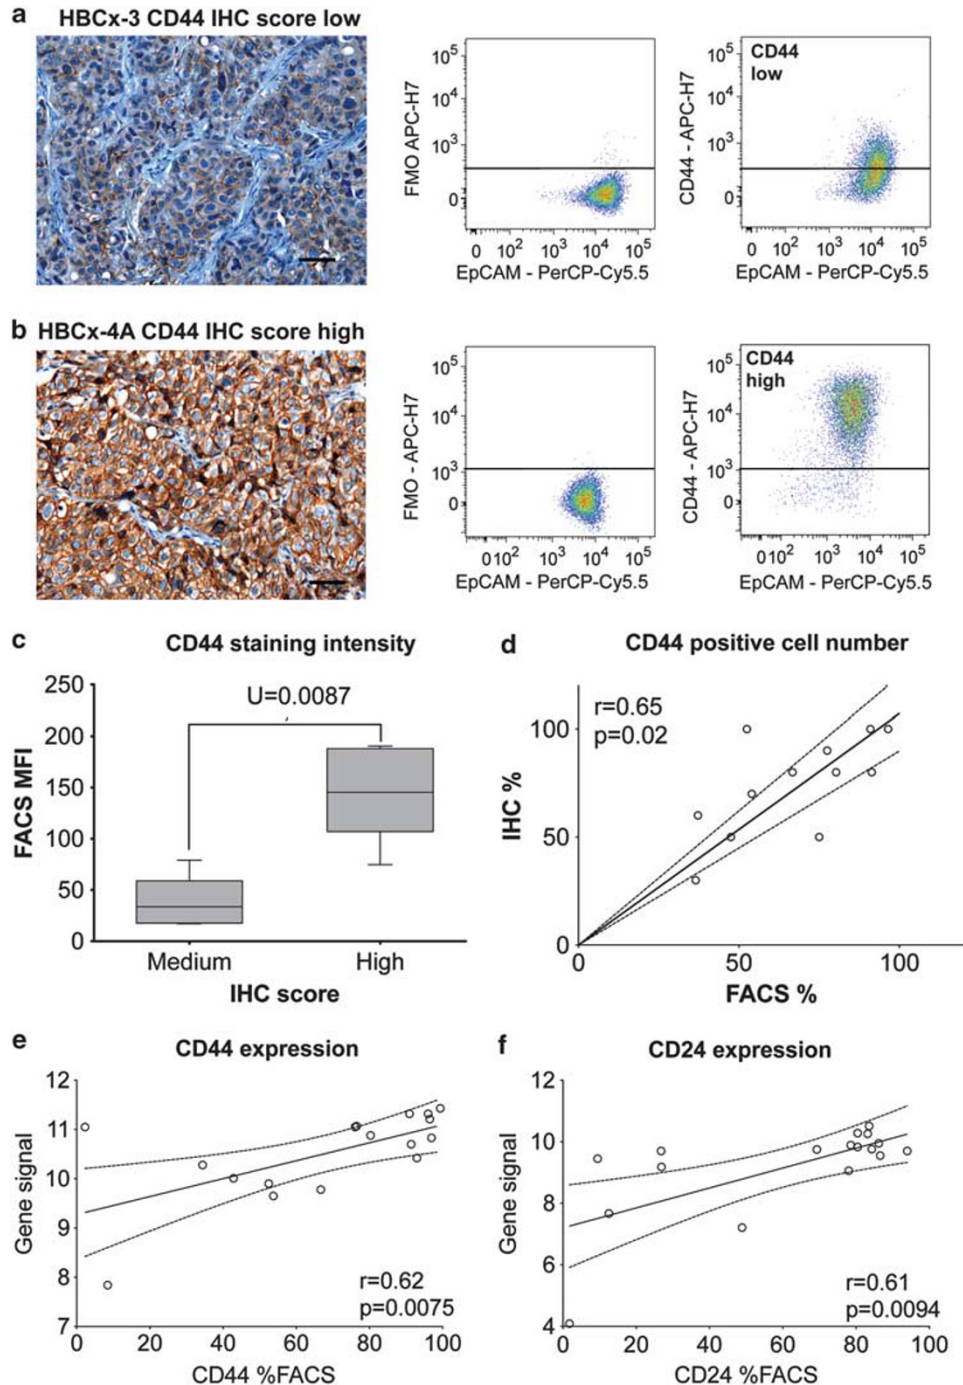 a HBCx-3 CD44 IHC score low
FMO APC-H7
10⁵
10⁴
10³
0
0 10² 10³ 10⁴ 10⁵
EpCAM - PerCP-Cy5.5
CD44 - APC-H7
CD44
low
10⁵
10⁴
10³
0
0 10² 10³ 10⁴ 10⁵
EpCAM - PerCP-Cy5.5
b HBCx-4A CD44 IHC score high
FMO - APC-H7
10⁵
10⁴
10³
0
010² 10³ 10⁴ 10⁵
EpCAM - PerCP-Cy5.5
CD44 - APC-H7
CD44
high
10⁵
10⁴
10³
0
010² 10³ 10⁴ 10⁵
EpCAM - PerCP-Cy5.5
c CD44 staining intensity
U=0.0087
FACS MFI
250
200
150
100
50
0
Medium High
IHC score
d CD44 positive cell number
r=0.65
p=0.02
IHC %
100
50
0
0 50 100
FACS %
e CD44 expression
Gene signal
12
11
10
9
8
7
r=0.62
p=0.0075
0 20 40 60 80 100
CD44 %FACS
f CD24 expression
Gene signal
12
10
8
6
4
r=0.61
p=0.0094
0 20 40 60 80 100
CD24 %FACS